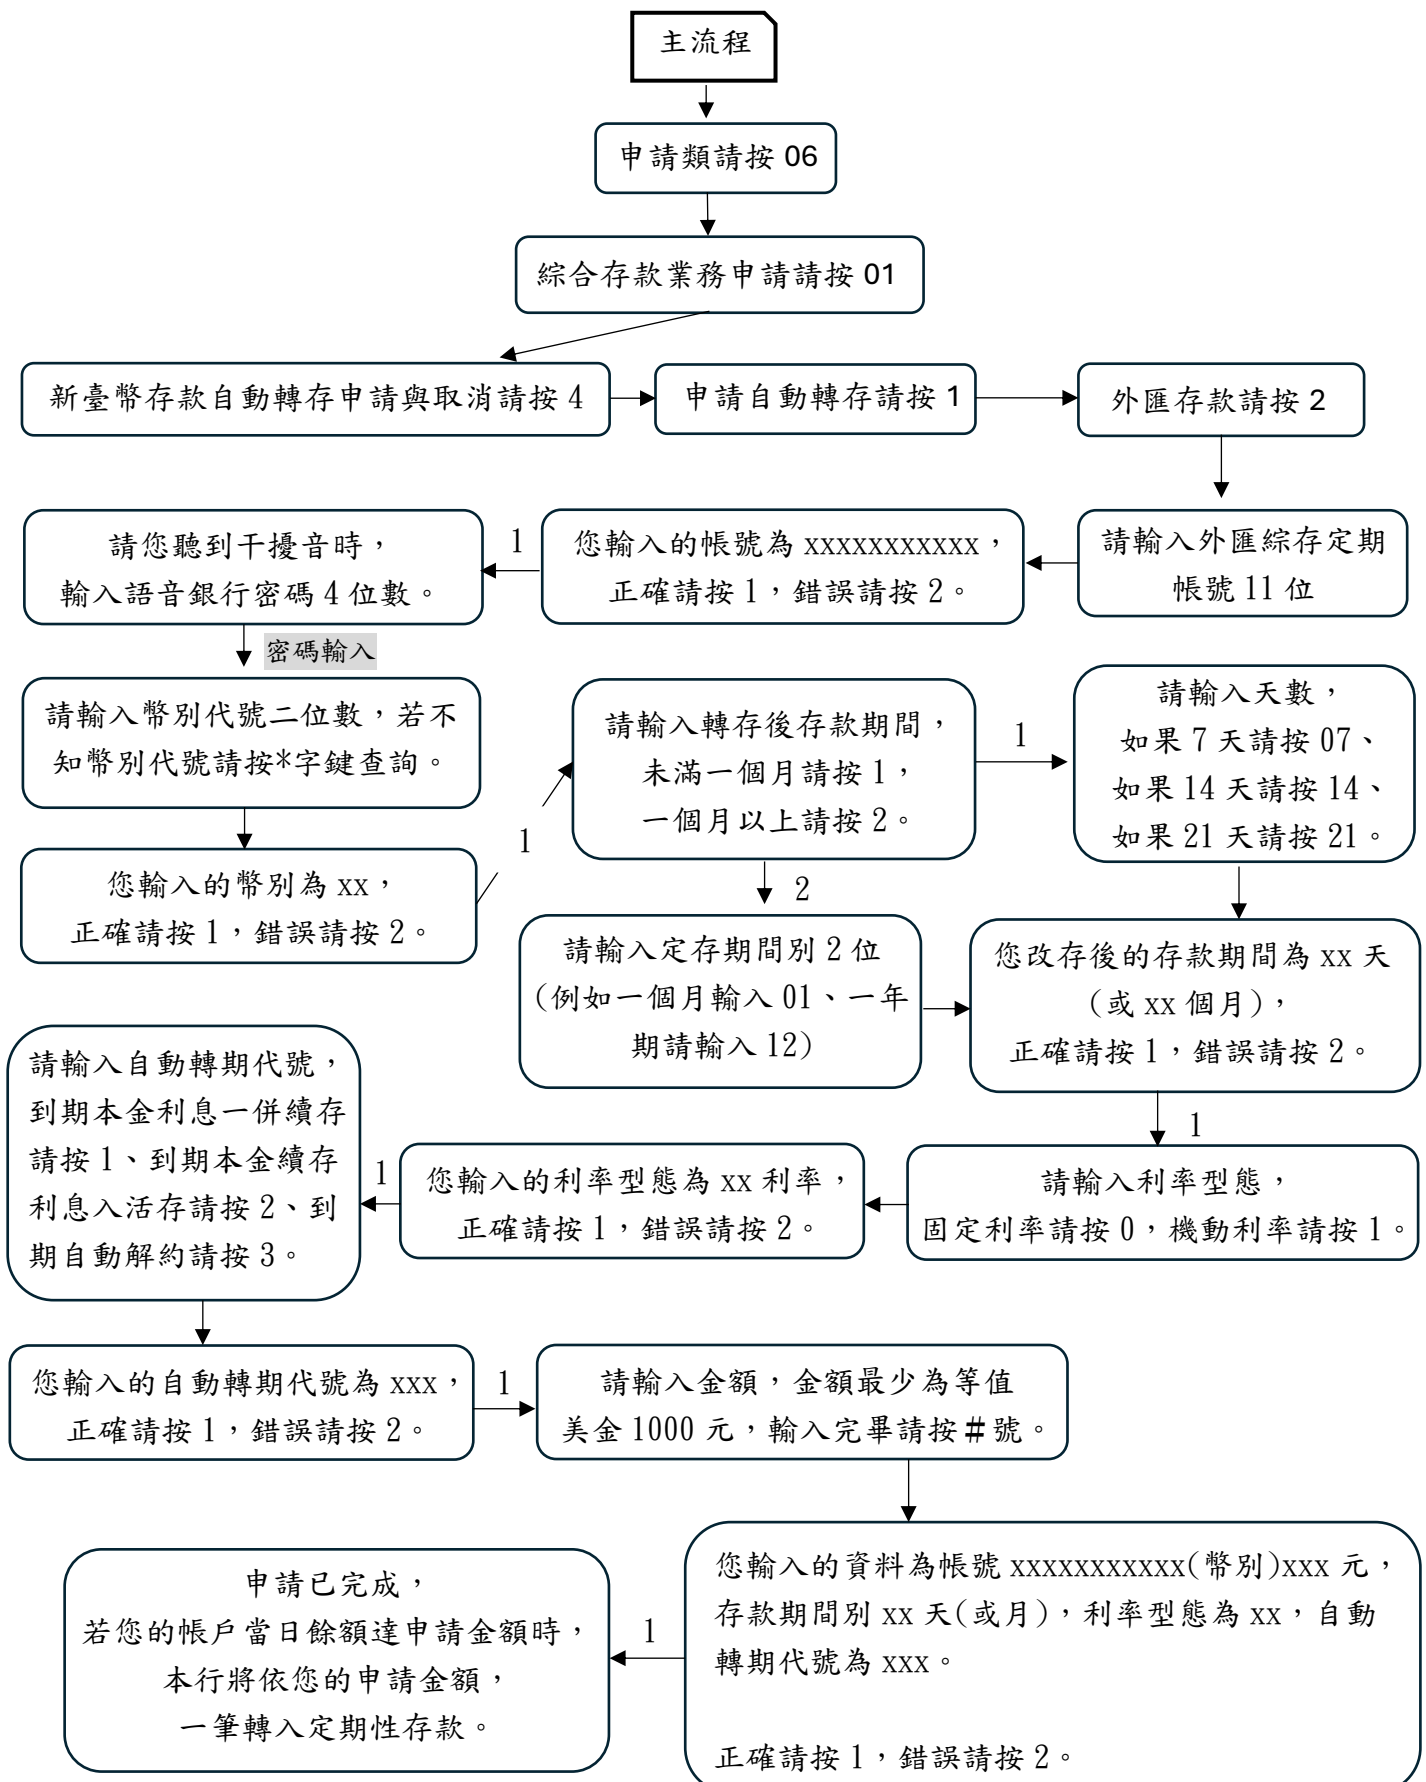 主流程
申請類請按 06
綜合存款業務申請請按 01
新臺幣存款自動轉存申請與取消請按 4
申請自動轉存請按 1
外匯存款請按 2
請輸入外匯綜存定期
帳號 11 位
您輸入的帳號為 xxxxxxxxxxx，
正確請按 1，錯誤請按 2。
1
請您聽到干擾音時，
輸入語音銀行密碼 4 位數。
密碼輸入
請輸入幣別代號二位數，若不
知幣別代號請按*字鍵查詢。
您輸入的幣別為 xx，
正確請按 1，錯誤請按 2。
1
請輸入轉存後存款期間，
未滿一個月請按 1，
一個月以上請按 2。
1
請輸入天數，
如果 7 天請按 07、
如果 14 天請按 14、
如果 21 天請按 21。
2
請輸入定存期間別 2 位
(例如一個月輸入 01、一年
期請輸入 12)
您改存後的存款期間為 xx 天
(或 xx 個月)，
正確請按 1，錯誤請按 2。
1
請輸入利率型態，
固定利率請按 0，機動利率請按 1。
您輸入的利率型態為 xx 利率，
正確請按 1，錯誤請按 2。
1
請輸入自動轉期代號，
到期本金利息一併續存
請按 1、到期本金續存
利息入活存請按 2、到
期自動解約請按 3。
您輸入的自動轉期代號為 xxx，
正確請按 1，錯誤請按 2。
1
請輸入金額，金額最少為等值
美金 1000 元，輸入完畢請按＃號。
您輸入的資料為帳號 xxxxxxxxxxx(幣別)xxx 元，
存款期間別 xx 天(或月)，利率型態為 xx，自動
轉期代號為 xxx。
正確請按 1，錯誤請按 2。
1
申請已完成，
若您的帳戶當日餘額達申請金額時，
本行將依您的申請金額，
一筆轉入定期性存款。